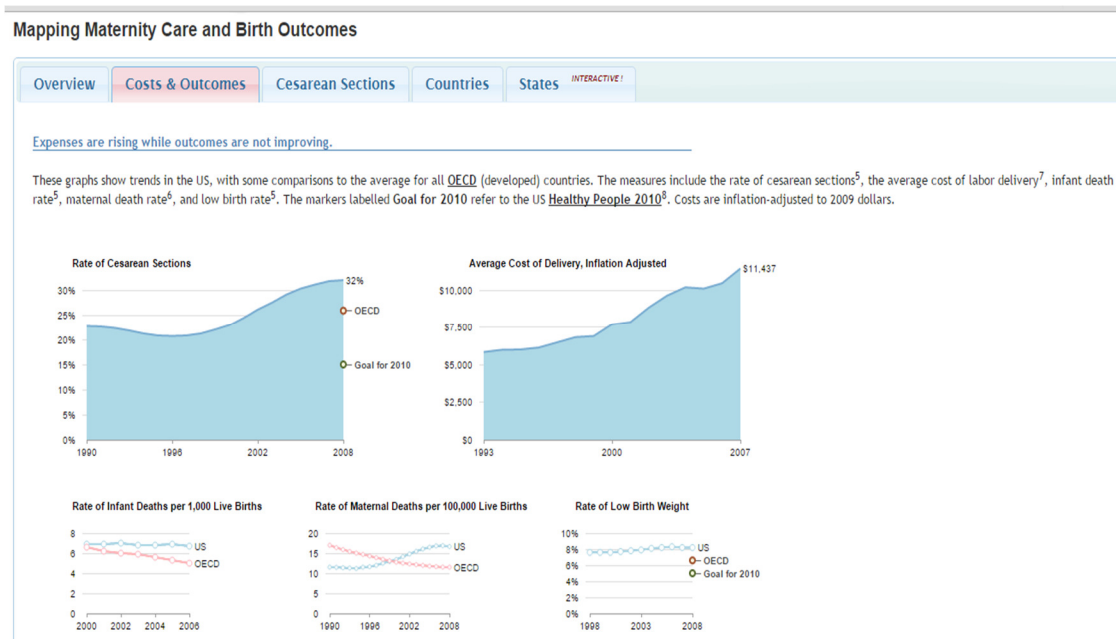 Mapping Maternity Care and Birth Outcomes
Overview
Costs & Outcomes
Cesarean Sections
Countries
States INTERACTIVE!
Expenses are rising while outcomes are not improving.
These graphs show trends in the US, with some comparisons to the average for all OECD (developed) countries. The measures include the rate of cesarean sections5, the average cost of labor delivery7, infant death
rate5, maternal death rate6, and low birth rate5. The markers labelled Goal for 2010 refer to the US Healthy People 20108. Costs are inflation-adjusted to 2009 dollars.
Rate of Cesarean Sections
32%
30%
25%
OECD
20%
15%
Goal for 2010
10%
5%
0%
1990 1996 2002 2008
Average Cost of Delivery, Inflation Adjusted
$11,437
$10,000
$7,500
$5,000
$2,500
$0
1993 2000 2007
Rate of Infant Deaths per 1,000 Live Births
8
US
6
OECD
4
2
0
2000 2002 2004 2006
Rate of Maternal Deaths per 100,000 Live Births
20
US
15
OECD
10
5
0
1990 1996 2002 2008
Rate of Low Birth Weight
10%
8%
US
OECD
6%
Goal for 2010
4%
2%
0%
1998 2003 2008